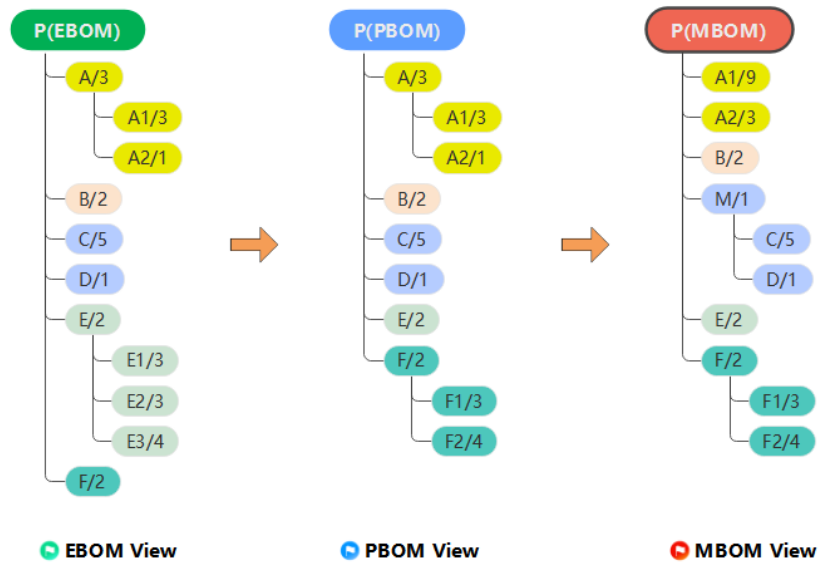 P(EBOM)
A/3
A1/3
A2/1
B/2
C/5
D/1
E/2
E1/3
E2/3
E3/4
F/2
EBOM View
P(PBOM)
A/3
A1/3
A2/1
B/2
C/5
D/1
E/2
F/2
F1/3
F2/4
PBOM View
P(MBOM)
A1/9
A2/3
B/2
M/1
C/5
D/1
E/2
F/2
F1/3
F2/4
MBOM View